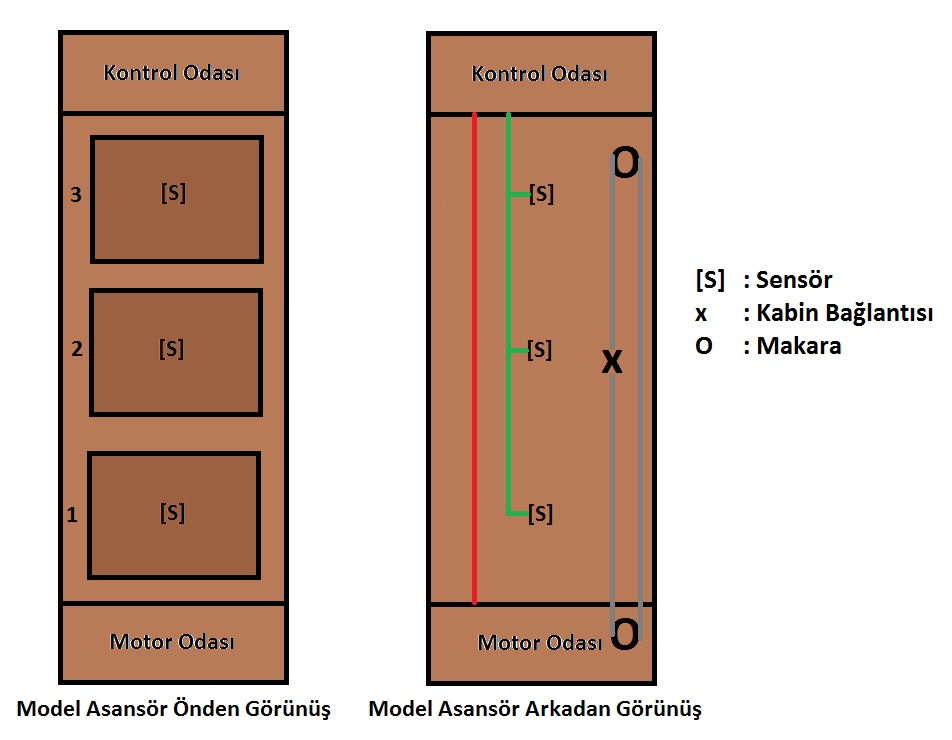 Kontrol Odası
3
[S]
2
[S]
1
[S]
Motor Odası
Model Asansör Önden Görünüş
Kontrol Odası
O
[S]
[S]
x
[S]
Motor Odası
O
Model Asansör Arkadan Görünüş
[S] : Sensör
x : Kabin Bağlantısı
O : Makara